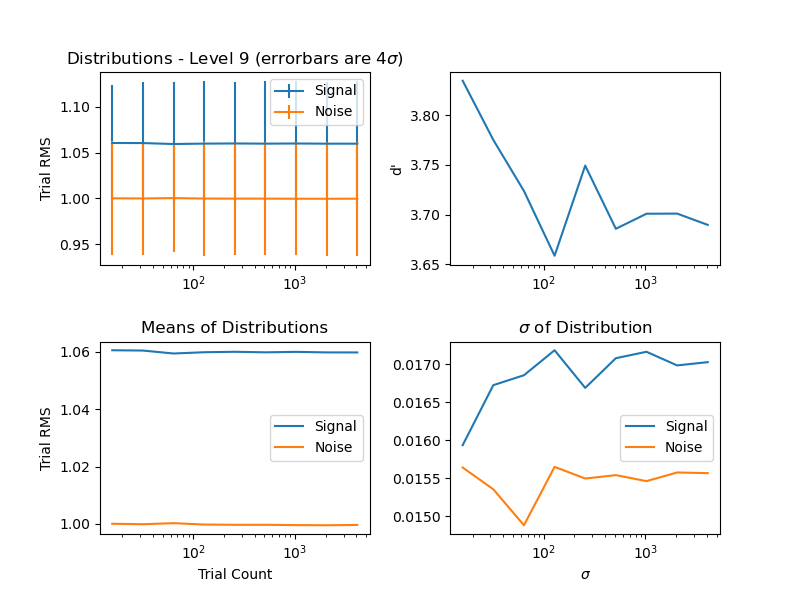 Distributions - Level 9 (errorbars are 4σ)
Trial RMS
1.10
1.05
1.00
0.95
Signal
Noise
10²
10³
d'
3.80
3.75
3.70
3.65
10²
10³
Means of Distributions
Trial RMS
1.06
1.04
1.02
1.00
Signal
Noise
10²
10³
Trial Count
σ of Distribution
0.0170
0.0165
0.0160
0.0155
0.0150
Signal
Noise
10²
10³
σ